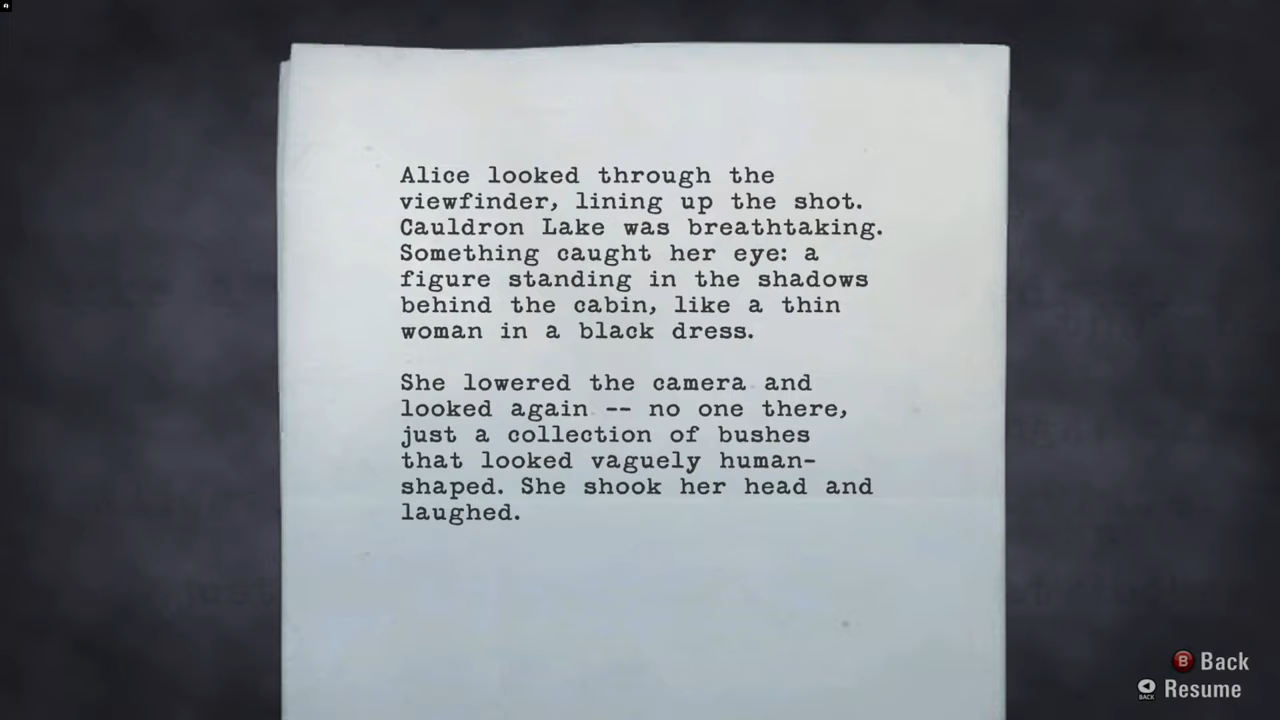 Alice looked through the
viewfinder, lining up the shot.
Cauldron Lake was breathtaking.
Something caught her eye: a
figure standing in the shadows
behind the cabin, like a thin
woman in a black dress.
She lowered the camera and
looked again -- no one there,
just a collection of bushes
that looked vaguely human-
shaped. She shook her head and
laughed.
B Back
BACK Resume